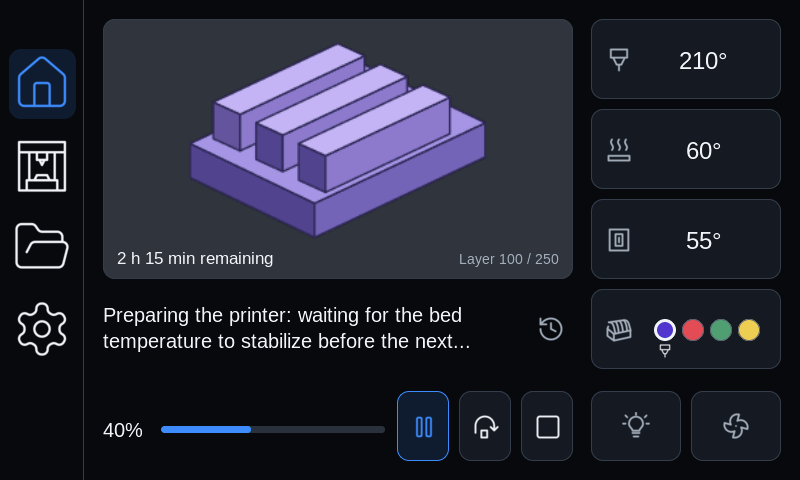 210°
60°
2 h 15 min remaining
Layer 100 / 250
55°
Preparing the printer: waiting for the bed
temperature to stabilize before the next...
40%